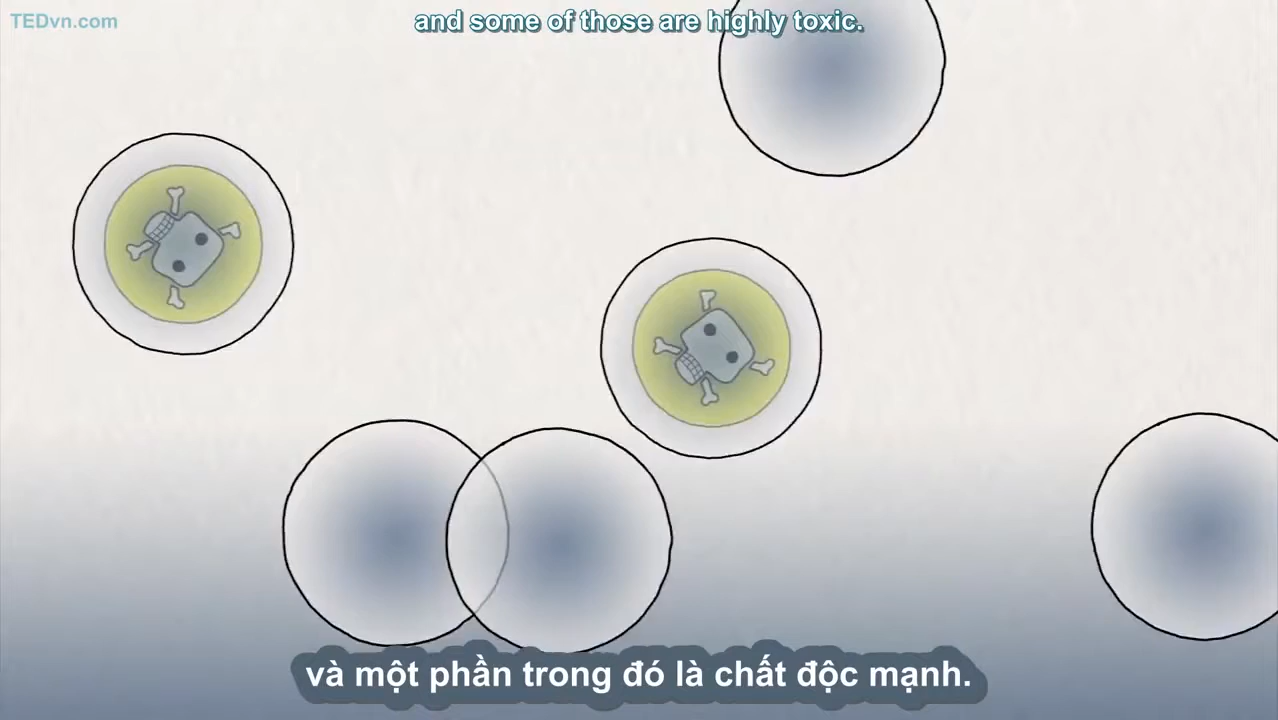 TEDvn.com
and some of those are highly toxic.
và một phần trong đó là chất độc mạnh.